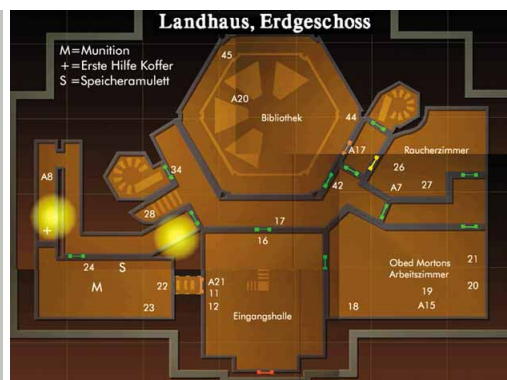 Landhaus, Erdgeschoss
M=Munition
+=Erste Hilfe Koffer
S =Speicheramulett
45
A20
Bibliothek
44
A17
Raucherzimmer
A8
34
26
42
A7
27
28
17
16
+
24
S
M
22
23
A21
11
12
Eingangshalle
Obed Mortons
Arbeitszimmer
21
19
20
18
A15